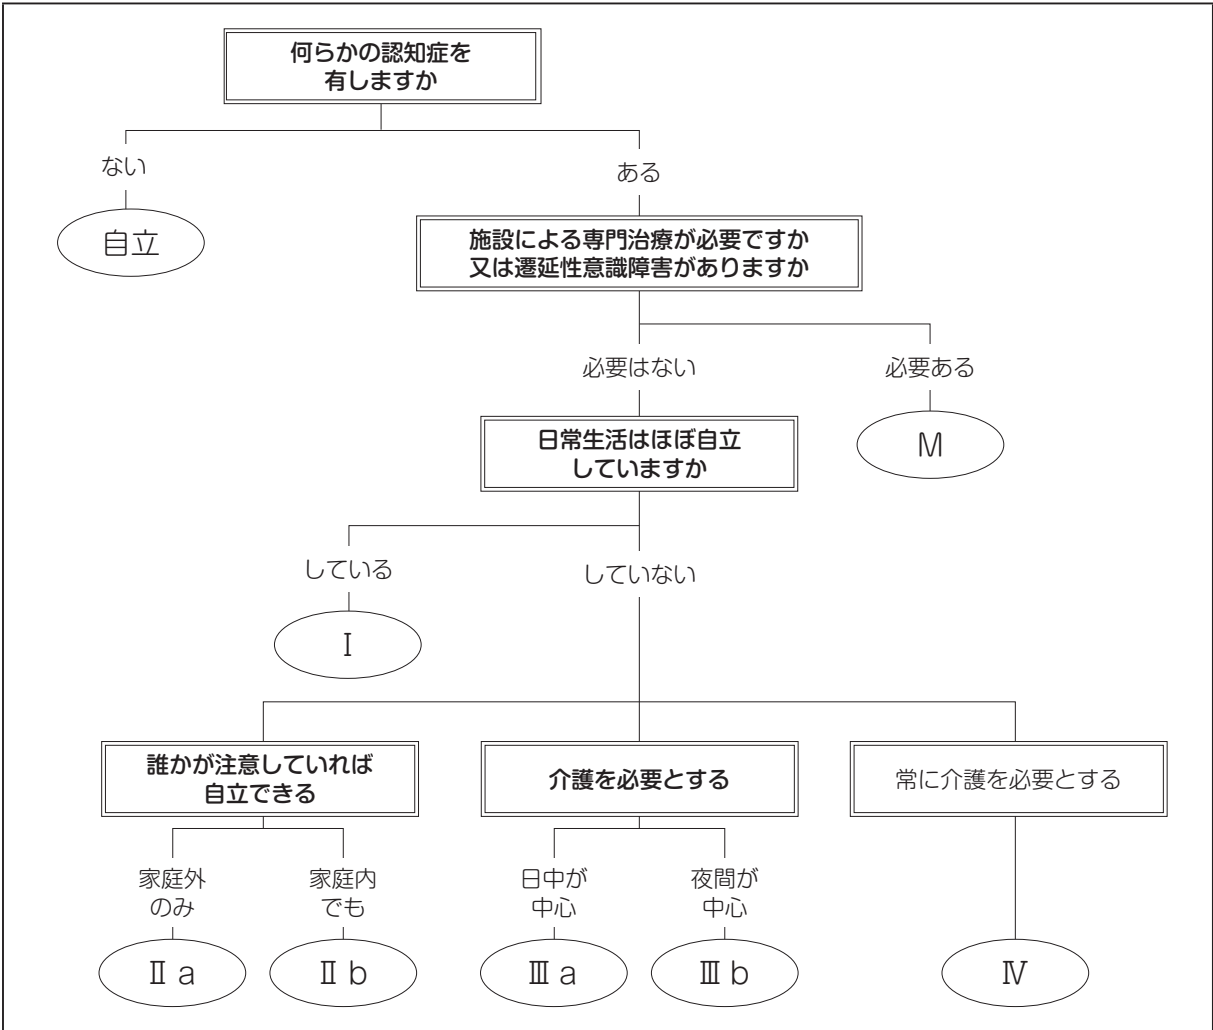 何らかの認知症を
有しますか
ない
ある
自立
施設による専門治療が必要ですか
又は遷延性意識障害がありますか
必要はない
必要ある
日常生活はほぼ自立
していますか
M
している
していない
Ⅰ
誰かが注意していれば
自立できる
介護を必要とする
常に介護を必要とする
家庭外
のみ
家庭内
でも
日中が
中心
夜間が
中心
Ⅱ a
Ⅱ b
Ⅲ a
Ⅲ b
Ⅳ